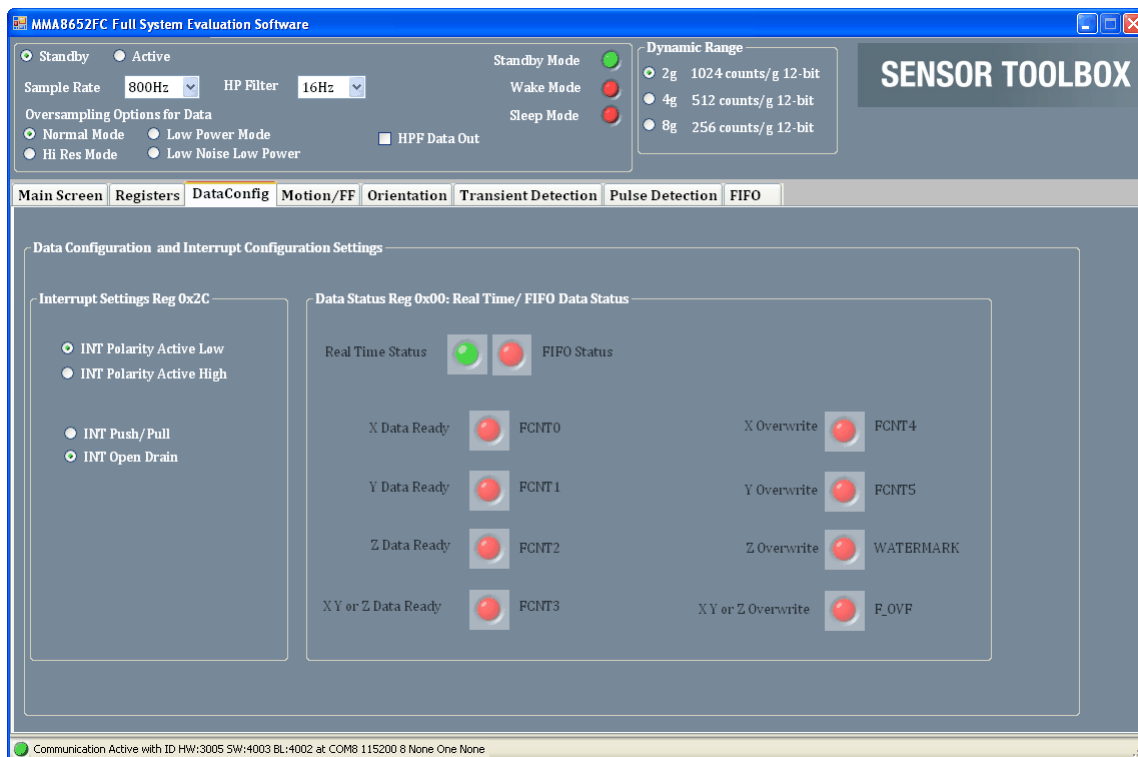 MMA8652FC Full System Evaluation Software
Standby Active
Sample Rate 800Hz HP Filter 16Hz
Oversampling Options for Data
Normal Mode Low Power Mode
Hi Res Mode Low Noise Low Power
HPF Data Out
Standby Mode
Wake Mode
Sleep Mode
Dynamic Range
2g 1024 counts/g 12-bit
4g 512 counts/g 12-bit
8g 256 counts/g 12-bit
SENSOR TOOLBOX
Main Screen Registers DataConfig Motion/FF Orientation Transient Detection Pulse Detection FIFO
Data Configuration and Interrupt Configuration Settings
Interrupt Settings Reg 0x2C
INT Polarity Active Low
INT Polarity Active High
INT Push/Pull
INT Open Drain
Data Status Reg 0x00: Real Time/ FIFO Data Status
Real Time Status FIFO Status
X Data Ready FCNT0 X Overwrite FCNT4
Y Data Ready FCNT1 Y Overwrite FCNT5
Z Data Ready FCNT2 Z Overwrite WATERMARK
X Y or Z Data Ready FCNT3 X Y or Z Overwrite F_OVF
Communication Active with ID HW:3005 SW:4003 BL:4002 at COM8 115200 8 None One None